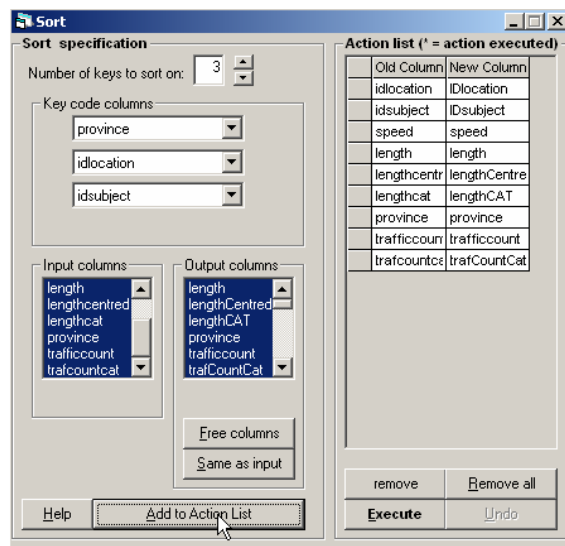 Sort
Sort specification
Number of keys to sort on: 3
Key code columns
province
idlocation
idsubject
Input columns
length
lengthcentred
lengthcat
province
trafficcount
trafcountcat
Output columns
length
lengthCentred
lengthCAT
province
trafficcount
trafCountCat
Free columns
Same as input
Help
Add to Action List
Action list (* = action executed)
Old Column New Column
idlocation IDlocation
idsubject IDsubject
speed speed
length length
lengthcentr lengthCentre
lengthcat lengthCAT
province province
trafficcoun trafficcount
trafcountca trafCountCat
remove
Remove all
Execute
Undo